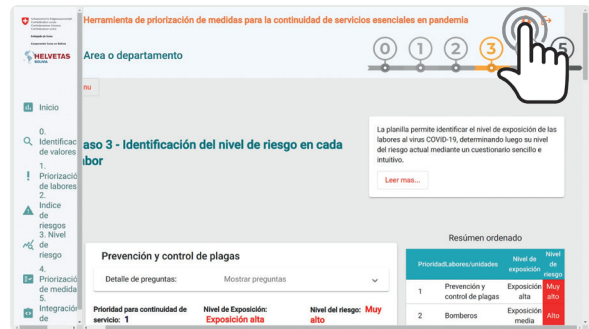 Herramienta de priorización de medidas para la continuidad de servicios esenciales en pandemia
HELVETAS
BOLIVIA
Area o departamento
0 1 2 3 5
nu
Inicio
0.
Identificac
de valores
1.
Priorizació
de labores
2.
Indice
de
riesgos
3. Nivel
de
riesgo
4.
Priorizació
de medida
5.
Integración
de
aso 3 - Identificación del nivel de riesgo en cada
bor
La planilla permite identificar el nivel de exposición de las
labores al virus COVID-19, determinando luego su nivel
del riesgo actual mediante un cuestionario sencillo e
intuitivo.
Leer mas...
Prevención y control de plagas
Detalle de preguntas: Mostrar preguntas
Prioridad para continuidad de
servicio: 1
Nivel de Exposición:
Exposición alta
Nivel del riesgo: Muy
alto
Resúmen ordenado
Prioridad Labores/unidades Nivel de exposición Nivel de riesgo
1 Prevención y control de plagas Exposición alta Muy alto
2 Bomberos Exposición media Alto